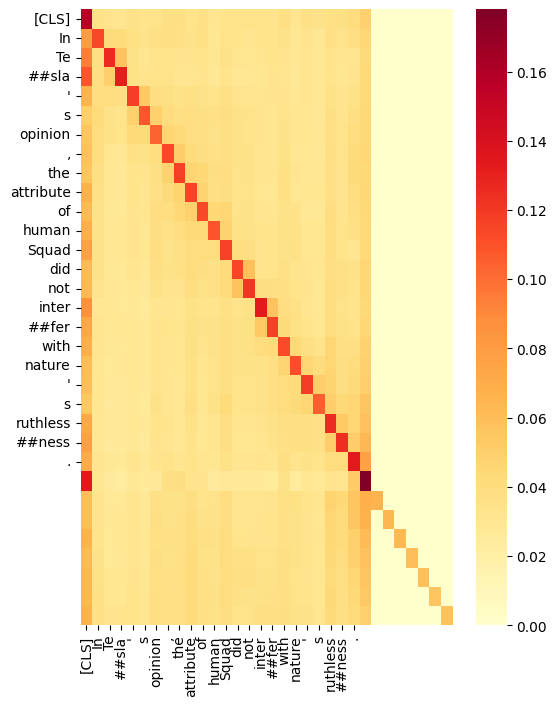 [CLS]
In
Te
##sla
'
s
opinion
,
the
attribute
of
human
Squad
did
not
inter
##fer
with
nature
'
s
ruthless
##ness
.
0.16
0.14
0.12
0.10
0.08
0.06
0.04
0.02
0.00
[CLS]
In
Te
##sla
'
s
opinion
,
the
attribute
of
human
Squad
did
not
inter
##fer
with
nature
'
s
ruthless
##ness
.